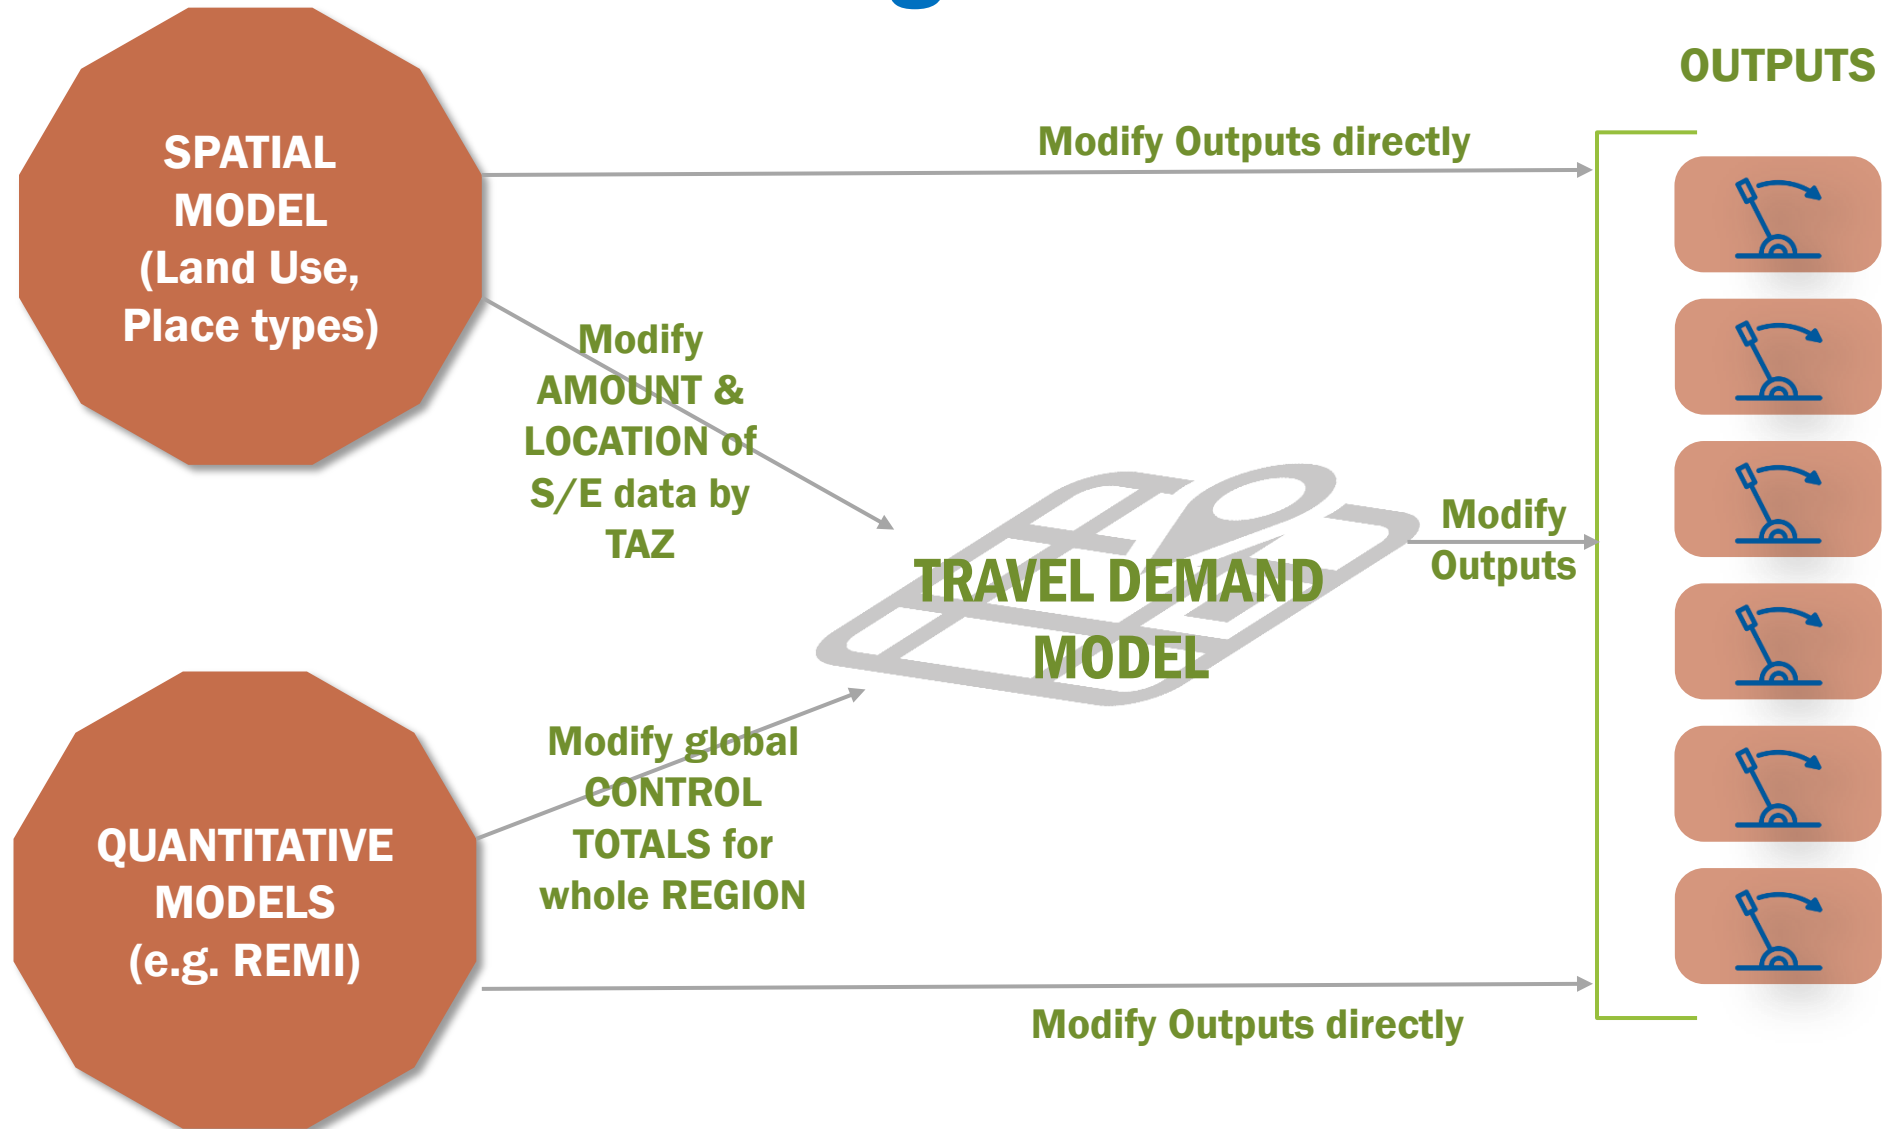 OUTPUTS
SPATIAL
MODEL
(Land Use,
Place types)
Modify Outputs directly
Modify
AMOUNT &
LOCATION of
S/E data by
TAZ
TRAVEL DEMAND
MODEL
Modify
Outputs
QUANTITATIVE
MODELS
(e.g. REMI)
Modify global
CONTROL
TOTALS for
whole REGION
Modify Outputs directly